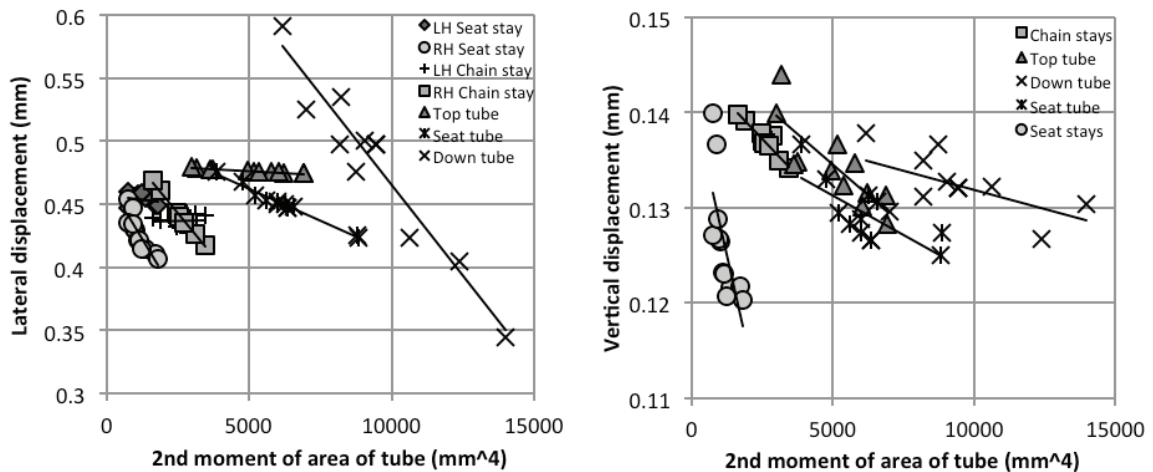 0.6
0.55
0.5
0.45
0.4
0.35
0.3
Lateral displacement (mm)
0
5000
10000
15000
2nd moment of area of tube (mm^4)
LH Seat stay
RH Seat stay
LH Chain stay
RH Chain stay
Top tube
Seat tube
Down tube
0.15
0.14
0.13
0.12
0.11
Vertical displacement (mm)
0
5000
10000
15000
2nd moment of area of tube (mm^4)
Chain stays
Top tube
Down tube
Seat tube
Seat stays